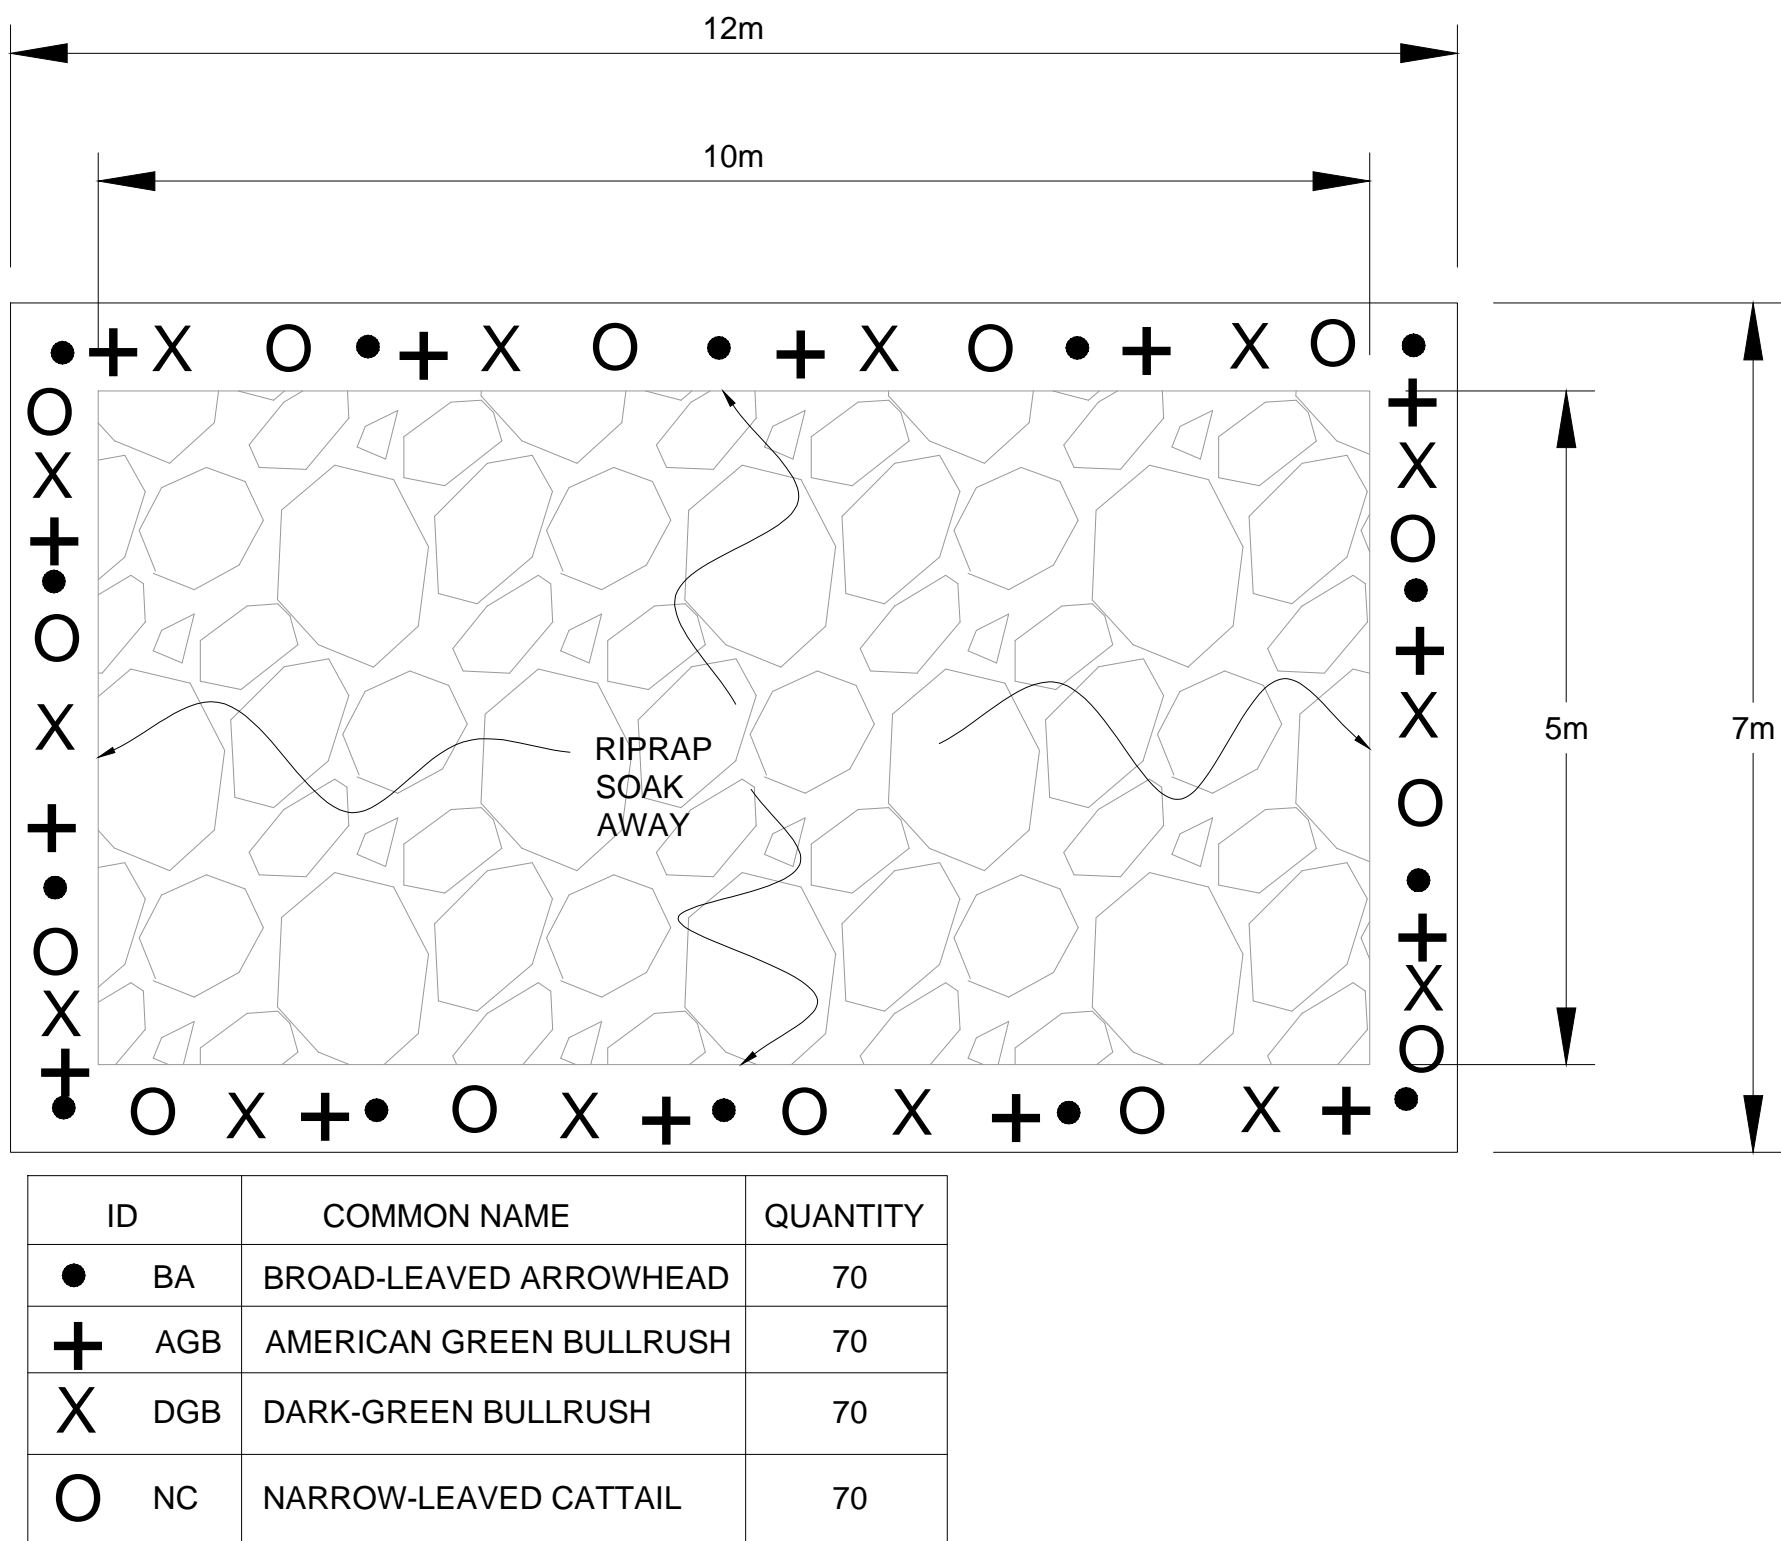 12m
10m
5m
7m
RIPRAP
SOAK
AWAY
ID COMMON NAME QUANTITY
BA BROAD-LEAVED ARROWHEAD 70
AGB AMERICAN GREEN BULLRUSH 70
X DGB DARK-GREEN BULLRUSH 70
O NC NARROW-LEAVED CATTAIL 70